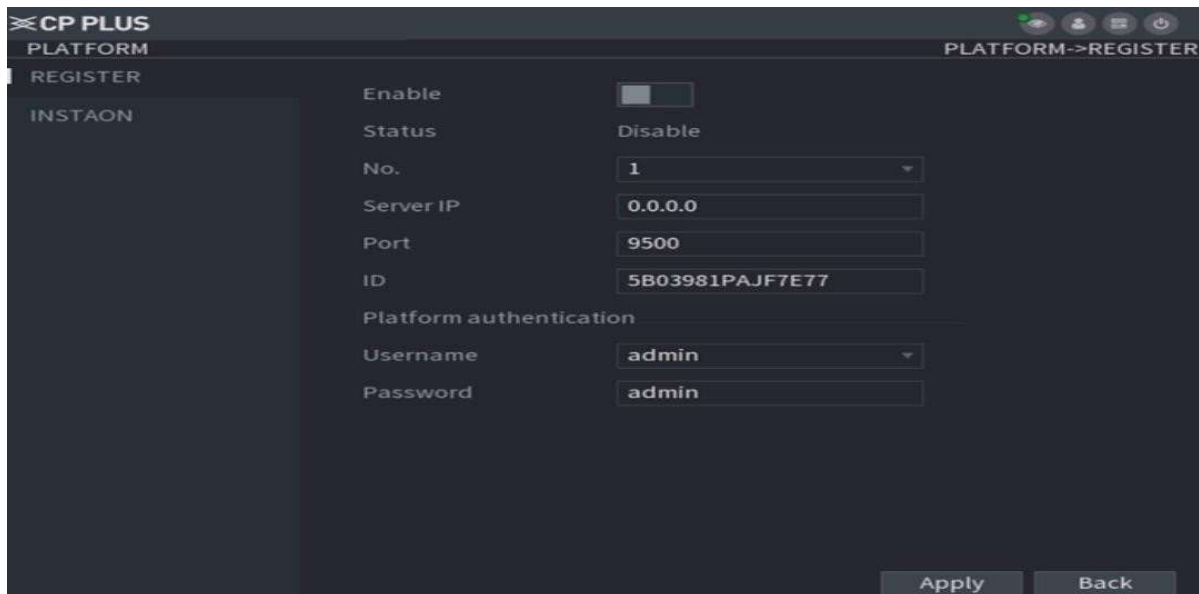 CP PLUS
PLATFORM PLATFORM->REGISTER
REGISTER
INSTAON
Enable
Status Disable
No. 1
Server IP 0.0.0.0
Port 9500
ID 5B03981PAJF7E77
Platform authentication
Username admin
Password admin
Apply Back